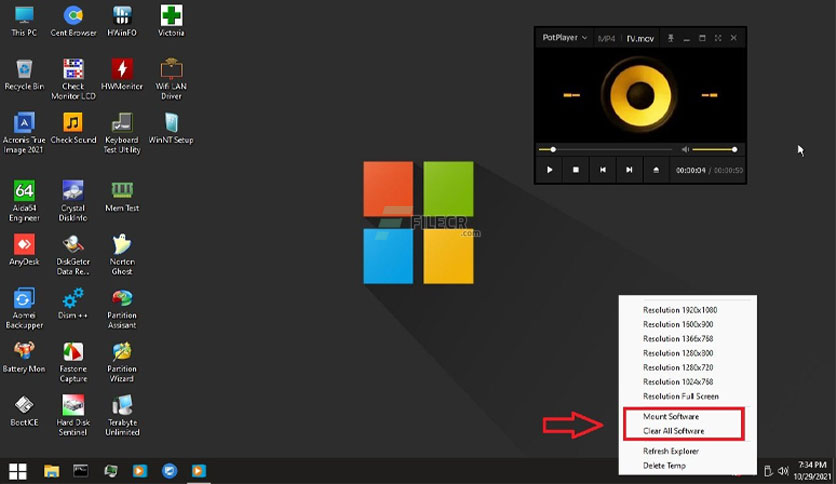 This PC
Cent Browser
HWiNFO
Victoria
Recycle Bin
Check
Monitor LCD
HWMonitor
Wifi LAN
Driver
Acronis True
Image 2021
Check Sound
Keyboard
Test Utility
WinNT Setup
64
Aida64
Engineer
Crystal
DiskInfo
Mem Test
AnyDesk
DiskGetor
Data Re...
Norton
Ghost
Aomei
Backupper
Dism ++
Partition
Assisant
Battery Mon
Fastone
Capture
Partition
Wizard
BootICE
Hard Disk
Sentinel
Terabyte
Unlimited
PotPlayer
MP4
TV.mov
00:00:04 / 00:00:50
FILECR
.com
Resolution 1920x1080
Resolution 1600x900
Resolution 1366x768
Resolution 1280x800
Resolution 1280x720
Resolution 1024x768
Resolution Full Screen
Mount Software
Clear All Software
Refresh Explorer
Delete Temp
7:34 PM
10/29/2021